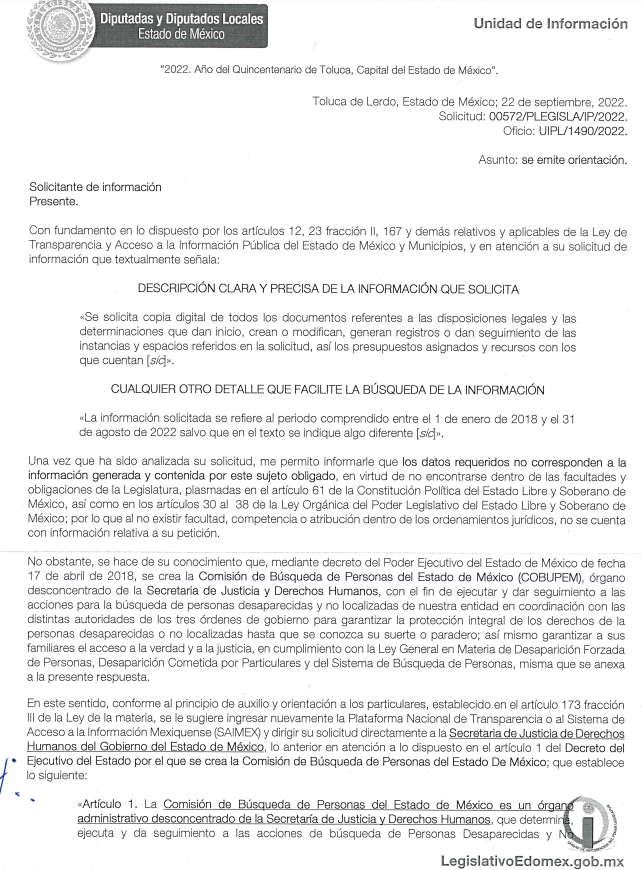 Diputadas y Diputados Locales
Estado de México
Unidad de Información
"2022. Año del Quincentenario de Toluca, Capital del Estado de México".
Toluca de Lerdo, Estado de México; 22 de septiembre, 2022.
Solicitud: 00572/PLEGISLA/IP/2022.
Oficio: UIPL/1490/2022.
Asunto: se emite orientación.
Solicitante de información
Presente.
Con fundamento en lo dispuesto por los artículos 12, 23 fracción II, 167 y demás relativos y aplicables de la Ley de
Transparencia y Acceso a la Información Pública del Estado de México y Municipios, y en atención a su solicitud de
información que textualmente señala:
DESCRIPCIÓN CLARA Y PRECISA DE LA INFORMACIÓN QUE SOLICITA
«Se solicita copia digital de todos los documentos referentes a las disposiciones legales y las
determinaciones que dan inicio, crean o modifican, generan registros o dan seguimiento de las
instancias y espacios referidos en la solicitud, así los presupuestos asignados y recursos con los
que cuentan [sic]».
CUALQUIER OTRO DETALLE QUE FACILITE LA BÚSQUEDA DE LA INFORMACIÓN
«La información solicitada se refiere al periodo comprendido entre el 1 de enero de 2018 y el 31
de agosto de 2022 salvo que en el texto se indique algo diferente [sic]».
Una vez que ha sido analizada su solicitud, me permito informarle que los datos requeridos no corresponden a la
información generada y contenida por este sujeto obligado, en virtud de no encontrarse dentro de las facultades y
obligaciones de la Legislatura, plasmadas en el artículo 61 de la Constitución Política del Estado Libre y Soberano de
México, así como en los artículos 30 al 38 de la Ley Orgánica del Poder Legislativo del Estado Libre y Soberano de
México; por lo que al no existir facultad, competencia o atribución dentro de los ordenamientos jurídicos, no se cuenta
con información relativa a su petición.
No obstante, se hace de su conocimiento que, mediante decreto del Poder Ejecutivo del Estado de México de fecha
17 de abril de 2018, se crea la Comisión de Búsqueda de Personas del Estado de México (COBUPEM), órgano
desconcentrado de la Secretaria de Justicia y Derechos Humanos, con el fin de ejecutar y dar seguimiento a las
acciones para la búsqueda de personas desaparecidas y no localizadas de nuestra entidad en coordinación con las
distintas autoridades de los tres órdenes de gobierno para garantizar la protección integral de los derechos de la
personas desaparecidas o no localizadas hasta que se conozca su suerte o paradero; así mismo garantizar a sus
familiares el acceso a la verdad y a la justicia, en cumplimiento con la Ley General en Materia de Desaparición Forzada
de Personas, Desaparición Cometida por Particulares y del Sistema de Búsqueda de Personas, misma que se anexa
a la presente respuesta.
En este sentido, conforme al principio de auxilio y orientación a los particulares, establecido en el artículo 173 fracción
III de la Ley de la materia, se le sugiere ingresar nuevamente la Plataforma Nacional de Transparencia o al Sistema de
Acceso a la Información Mexiquense (SAIMEX) y dirigir su solicitud directamente a la Secretaria de Justicia de Derechos
Humanos del Gobierno del Estado de México, lo anterior en atención a lo dispuesto en el artículo 1 del Decreto del
Ejecutivo del Estado por el que se crea la Comisión de Búsqueda de Personas del Estado De México; que establece
lo siguiente:
«Artículo 1. La Comisión de Búsqueda de Personas del Estado de México es un órgano
administrativo desconcentrado de la Secretaría de Justicia y Derechos Humanos, que determina,
ejecuta y da seguimiento a las acciones de búsqueda de Personas Desaparecidas y No
LegislativoEdomex.gob.mx